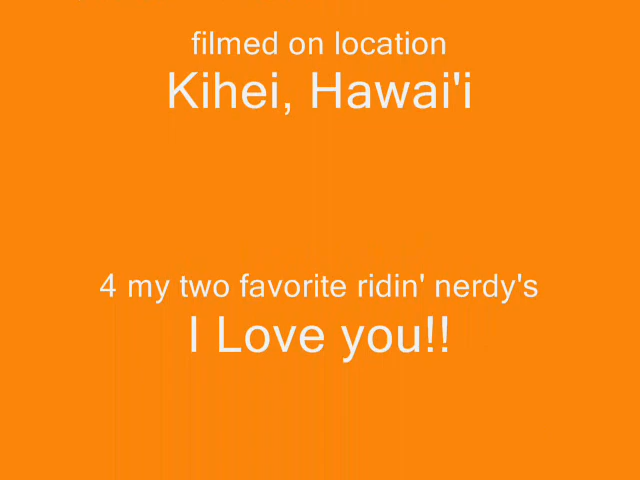 filmed on location
Kihei, Hawai'i
4 my two favorite ridin' nerdy's
I Love you!!